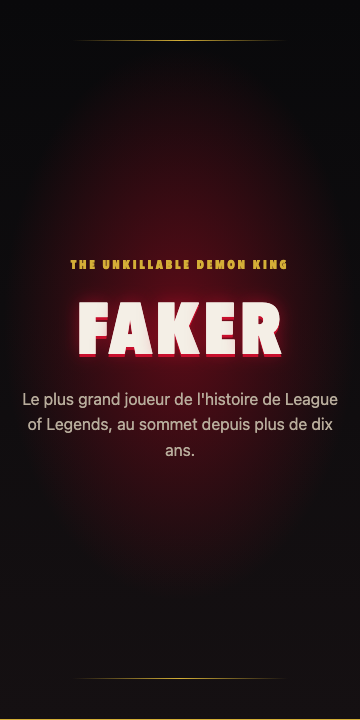 THE UNKILLABLE DEMON KING
FAKER
Le plus grand joueur de l'histoire de League
of Legends, au sommet depuis plus de dix
ans.